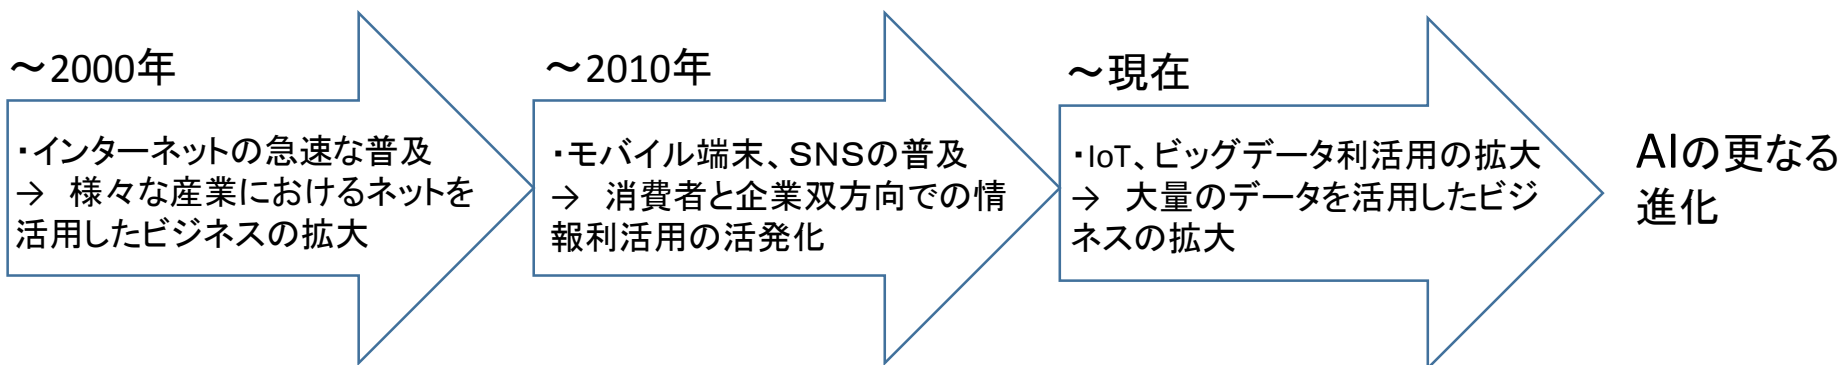 ～2000年
・インターネットの急速な普及
→　様々な産業におけるネットを
活用したビジネスの拡大
～2010年
・モバイル端末、SNSの普及
→　消費者と企業双方向での情
報利活用の活発化
～現在
・IoT、ビッグデータ利活用の拡大
→　大量のデータを活用したビジ
ネスの拡大
AIの更なる
進化